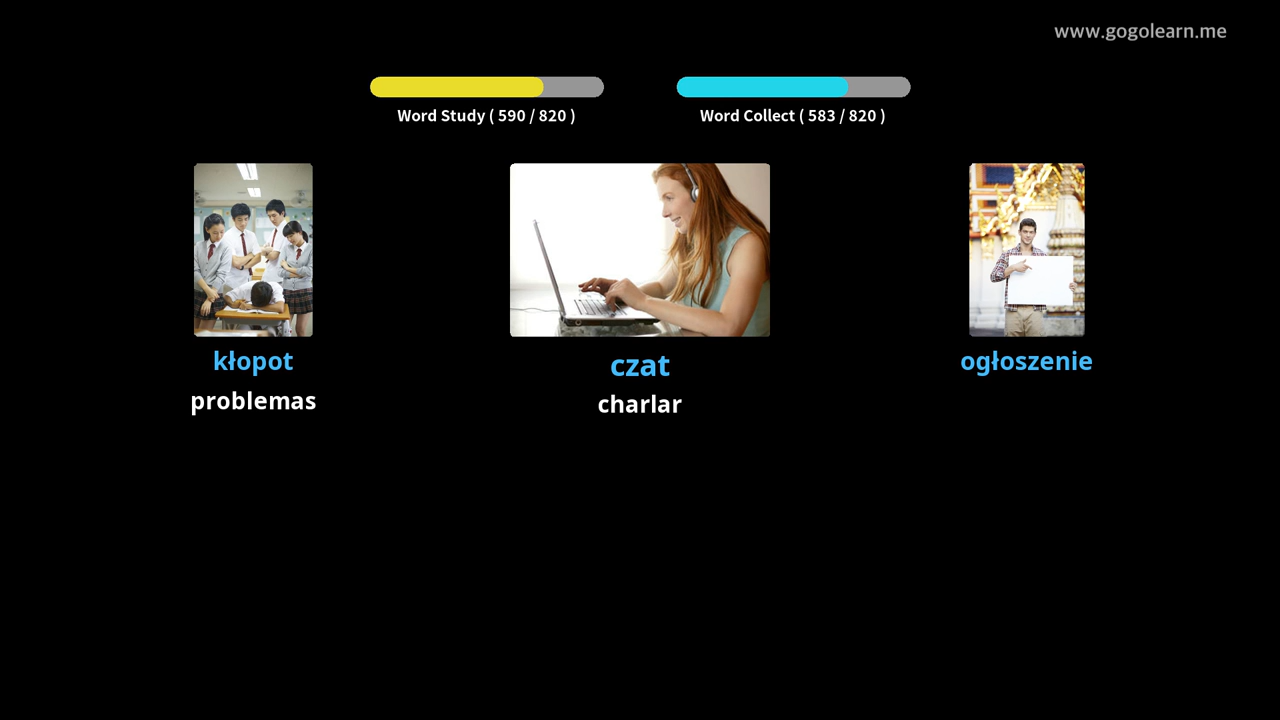 www.gogolearn.me
Word Study ( 590 / 820 )
Word Collect ( 583 / 820 )
kłopot
problemas
czat
charlar
ogłoszenie